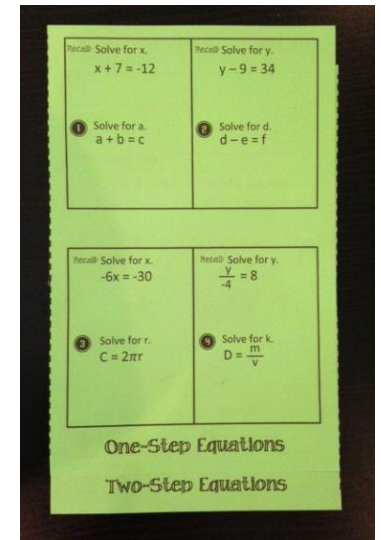 Recall: Solve for x.
x + 7 = -12
1 Solve for a.
a + b = c
Recall: Solve for y.
y – 9 = 34
2 Solve for d.
d – e = f
Recall: Solve for x.
-6x = -30
3 Solve for r.
C = 2πr
Recall: Solve for y.
y
-4 = 8
4 Solve for k.
D = m
v
One-Step Equations
Two-Step Equations